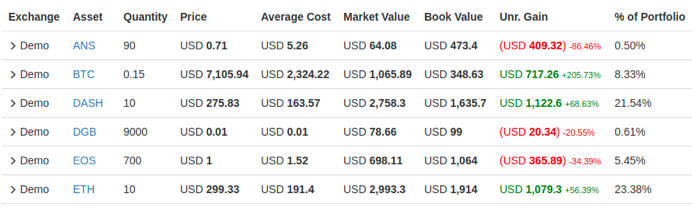 Exchange Asset Quantity Price Average Cost Market Value Book Value Unr. Gain % of Portfolio
Demo ANS 90 USD 0.71 USD 5.26 USD 64.08 USD 473.4 (USD 409.32) -86.46% 0.50%
Demo BTC 0.15 USD 7,105.94 USD 2,324.22 USD 1,065.89 USD 348.63 USD 717.26 +205.73% 8.33%
Demo DASH 10 USD 275.83 USD 163.57 USD 2,758.3 USD 1,635.7 USD 1,122.6 +68.63% 21.54%
Demo DGB 9000 USD 0.01 USD 0.01 USD 78.66 USD 99 (USD 20.34) -20.55% 0.61%
Demo EOS 700 USD 1 USD 1.52 USD 698.11 USD 1,064 (USD 365.89) -34.39% 5.45%
Demo ETH 10 USD 299.33 USD 191.4 USD 2,993.3 USD 1,914 USD 1,079.3 +56.39% 23.38%